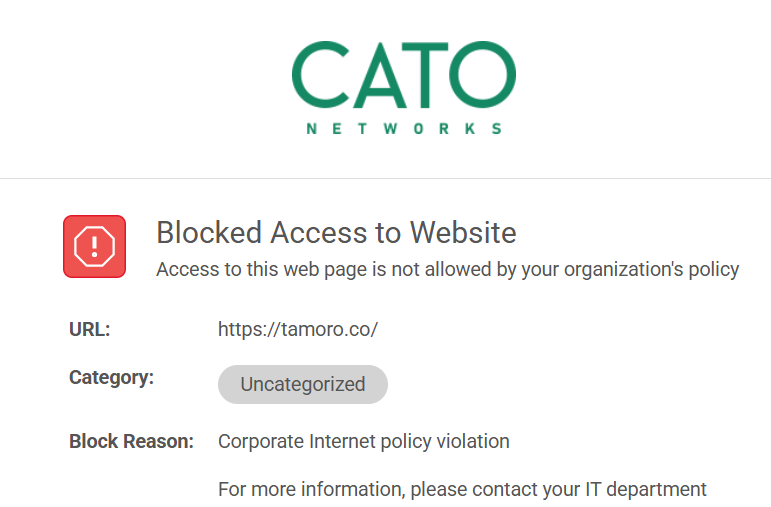 CATO
NETWORKS
Blocked Access to Website
Access to this web page is not allowed by your organization's policy
URL: https://tamoro.co/
Category: Uncategorized
Block Reason: Corporate Internet policy violation
For more information, please contact your IT department